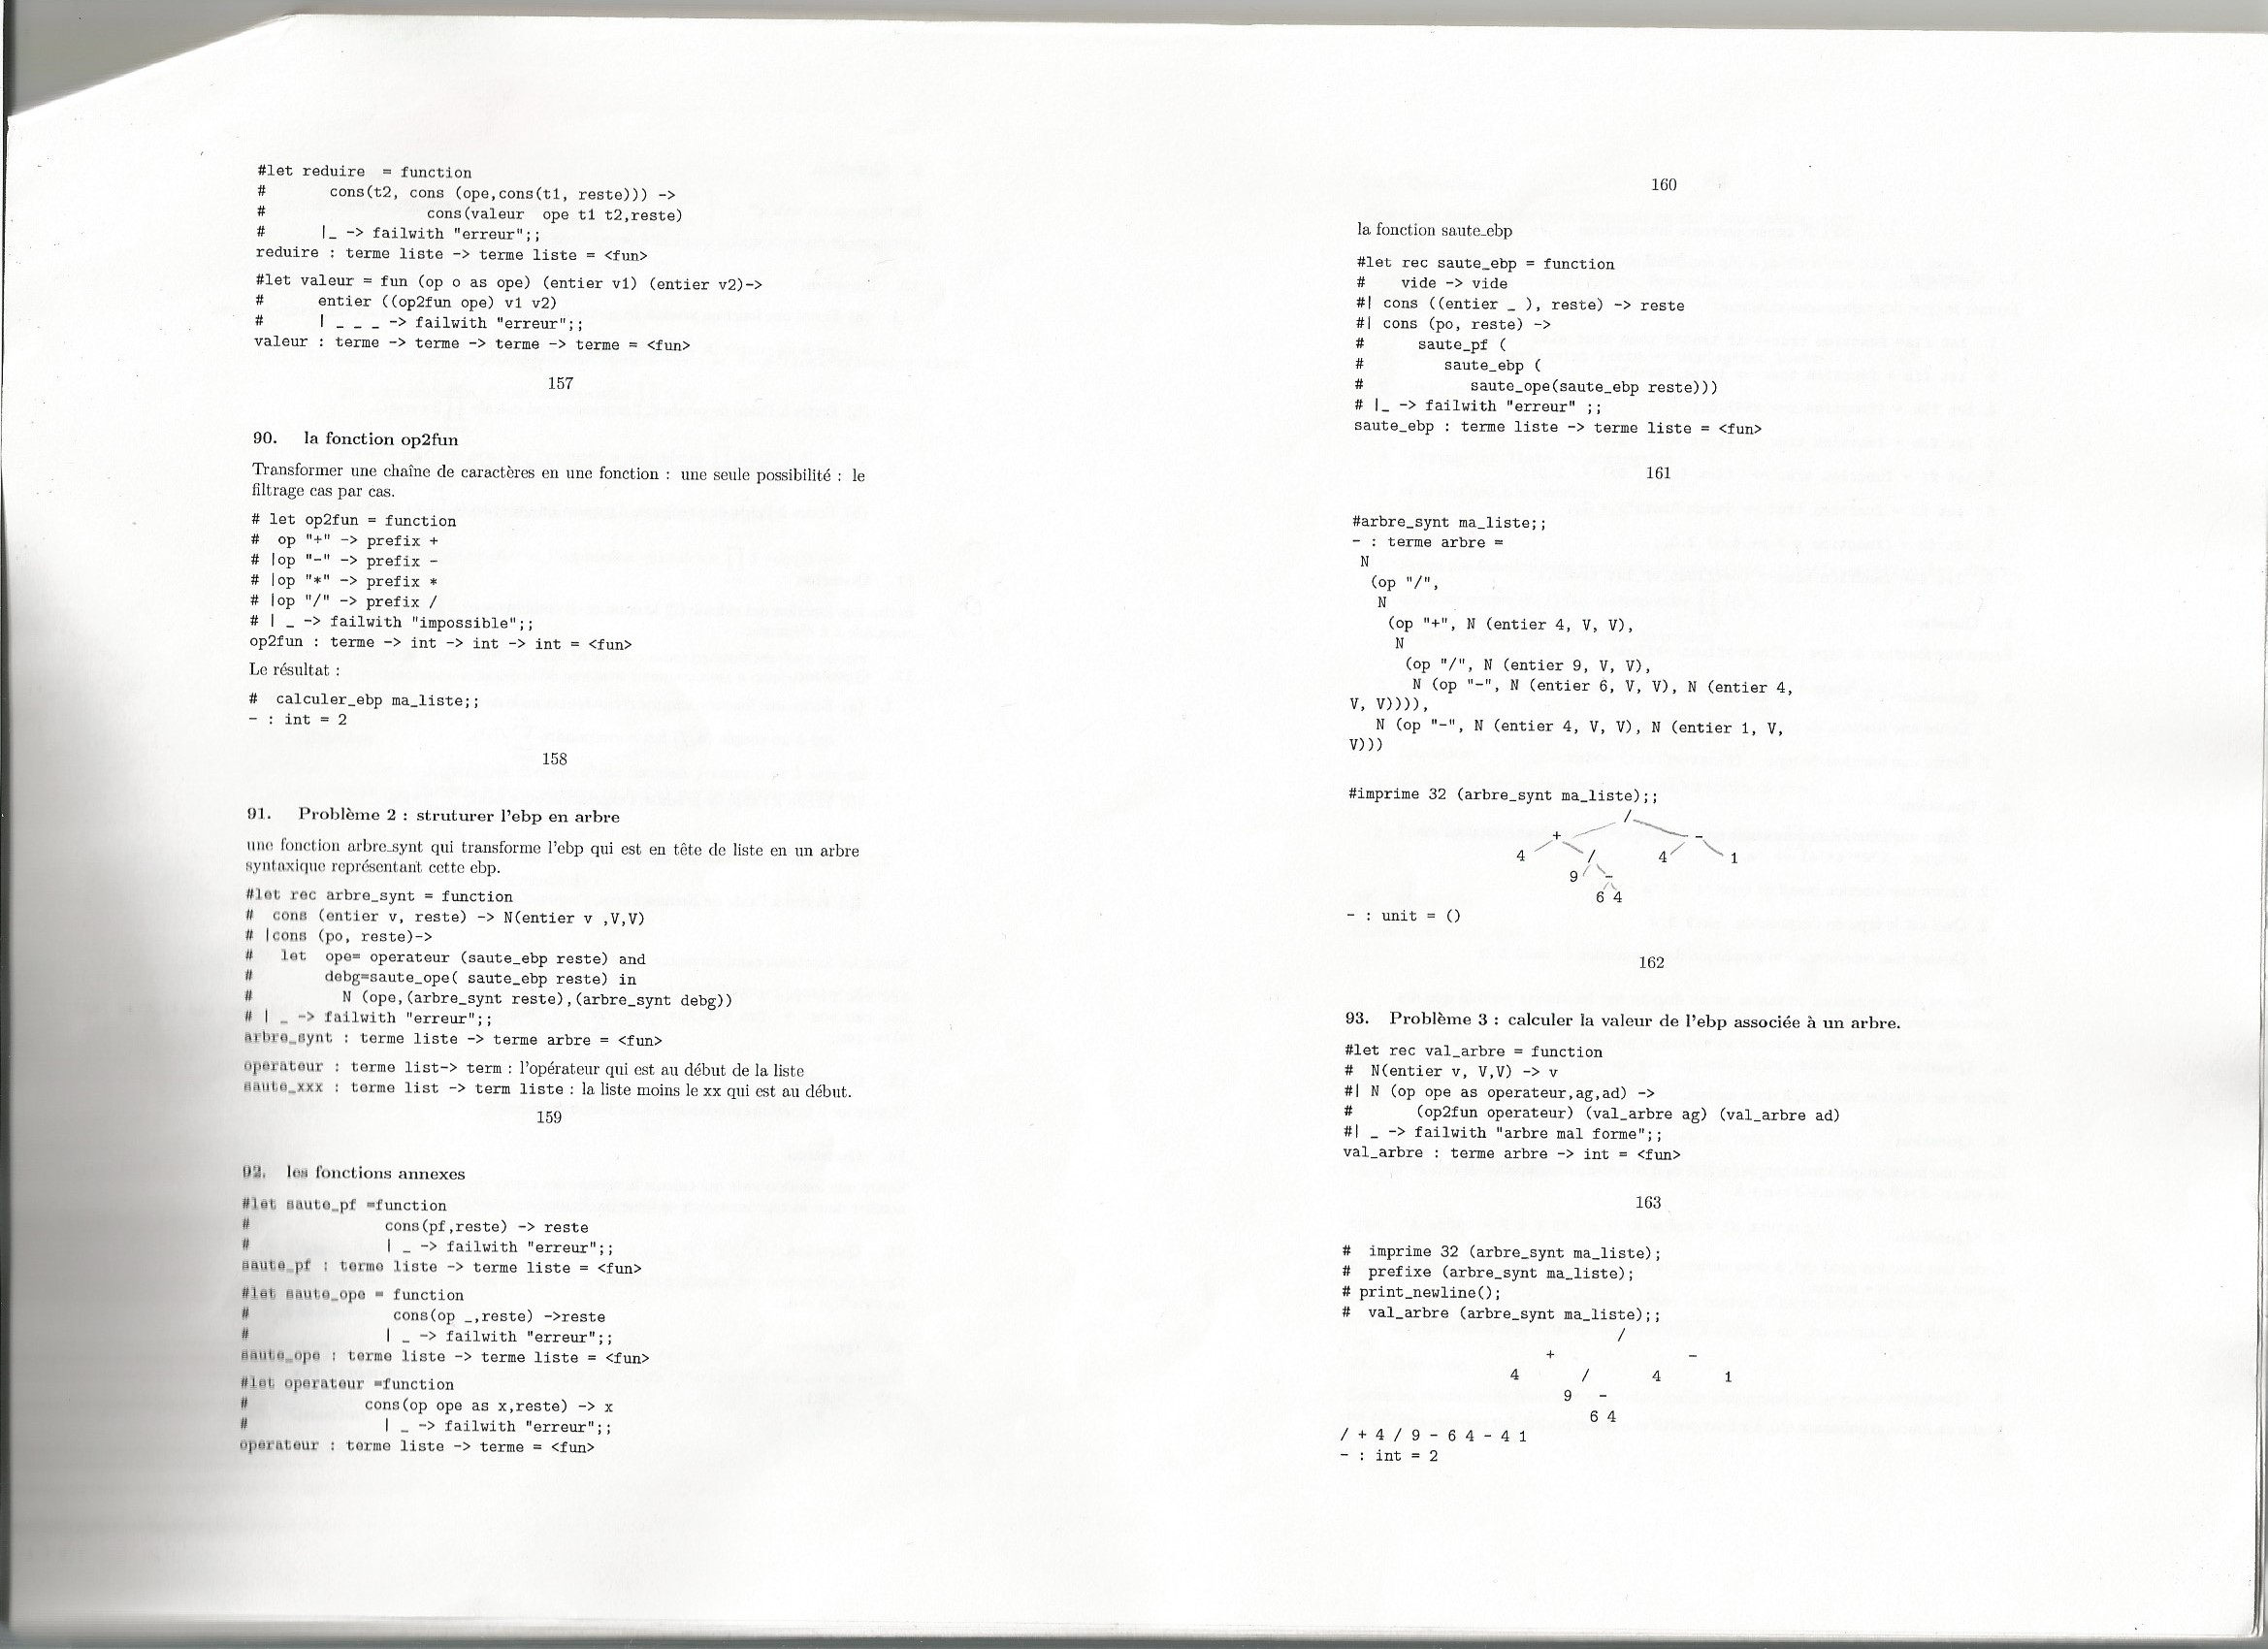 #let reduire  = function
#       cons(t2, cons (ope,cons(t1, reste))) ->
#                  cons(valeur  ope t1 t2,reste)
#      |_ -> failwith "erreur";;
reduire : terme liste -> terme liste = <fun>
#let valeur = fun (op o as ope) (entier v1) (entier v2)->
#      entier ((op2fun ope) v1 v2)
#      | _ _ _ -> failwith "erreur";;
valeur : terme -> terme -> terme -> terme = <fun>
157
90.   la fonction op2fun
Transformer une chaîne de caractères en une fonction : une seule possibilité : le
filtrage cas par cas.
# let op2fun = function
#  op "+" -> prefix +
# |op "-" -> prefix -
# |op "*" -> prefix *
# |op "/" -> prefix /
# | _ -> failwith "impossible";;
op2fun : terme -> int -> int -> int = <fun>
Le résultat :
#  calculer_ebp ma_liste;;
- : int = 2
158
91.   Problème 2 : struturer l'ebp en arbre
une fonction arbre_synt qui transforme l'ebp qui est en tête de liste en un arbre
syntaxique représentant cette ebp.
#let rec arbre_synt = function
#  cons (entier v, reste) -> N(entier v ,V,V)
# |cons (po, reste)->
#   let  ope= operateur (saute_ebp reste) and
#        debg=saute_ope( saute_ebp reste) in
#          N (ope,(arbre_synt reste),(arbre_synt debg))
# | _ -> failwith "erreur";;
arbre_synt : terme liste -> terme arbre = <fun>
operateur : terme list-> term : l'opérateur qui est au début de la liste
saute_xxx : terme list -> term liste : la liste moins le xx qui est au début.
159
92.   les fonctions annexes
#let saute_pf =function
#               cons(pf,reste) -> reste
#               | _ -> failwith "erreur";;
saute_pf : terme liste -> terme liste = <fun>
#let saute_ope = function
#                cons(op _,reste) ->reste
#               | _ -> failwith "erreur";;
saute_ope : terme liste -> terme liste = <fun>
#let operateur =function
#             cons(op ope as x,reste) -> x
#               | _ -> failwith "erreur";;
operateur : terme liste -> terme = <fun>
160
la fonction saute_ebp
#let rec saute_ebp = function
#    vide -> vide
#| cons ((entier _ ), reste) -> reste
#| cons (po, reste) ->
#      saute_pf (
#         saute_ebp (
#            saute_ope(saute_ebp reste)))
# |_ -> failwith "erreur" ;;
saute_ebp : terme liste -> terme liste = <fun>
161
#arbre_synt ma_liste;;
- : terme arbre =
 N
  (op "/",
   N
    (op "+", N (entier 4, V, V),
     N
      (op "/", N (entier 9, V, V),
       N (op "-", N (entier 6, V, V), N (entier 4,
V, V)))),
   N (op "-", N (entier 4, V, V), N (entier 1, V,
V)))
#imprime 32 (arbre_synt ma_liste);;
/
+ -
4 / 4 1
9 -
6 4
- : unit = ()
162
93.   Problème 3 : calculer la valeur de l'ebp associée à un arbre.
#let rec val_arbre = function
#  N(entier v, V,V) -> v
#| N (op ope as operateur,ag,ad) ->
#       (op2fun operateur) (val_arbre ag) (val_arbre ad)
#| _ -> failwith "arbre mal forme";;
val_arbre : terme arbre -> int = <fun>
163
#  imprime 32 (arbre_synt ma_liste);
#  prefixe (arbre_synt ma_liste);
# print_newline();
#  val_arbre (arbre_synt ma_liste);;
/
+ -
4 / 4 1
9 -
6 4
/ + 4 / 9 - 6 4 - 4 1
- : int = 2